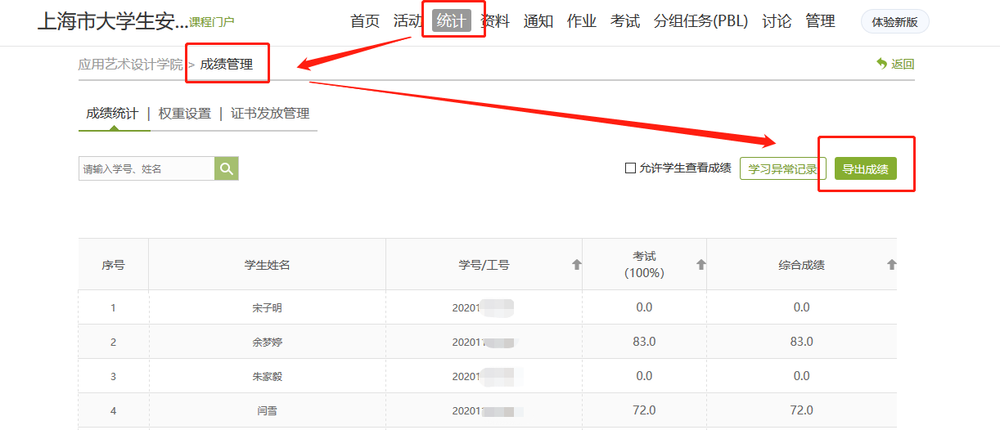 上海市大学生安...课程门户 首页 活动 统计 资料 通知 作业 考试 分组任务(PBL) 讨论 管理 体验新版
应用艺术设计学院 > 成绩管理 返回
成绩统计 | 权重设置 | 证书发放管理
请输入学号、姓名 允许学生查看成绩 学习异常记录 导出成绩
序号 学生姓名 学号/工号 考试 (100%) 综合成绩
1 宋子明 20201 0.0 0.0
2 余梦婷 202011 83.0 83.0
3 朱家毅 20201 0.0 0.0
4 闫雪 202011 72.0 72.0